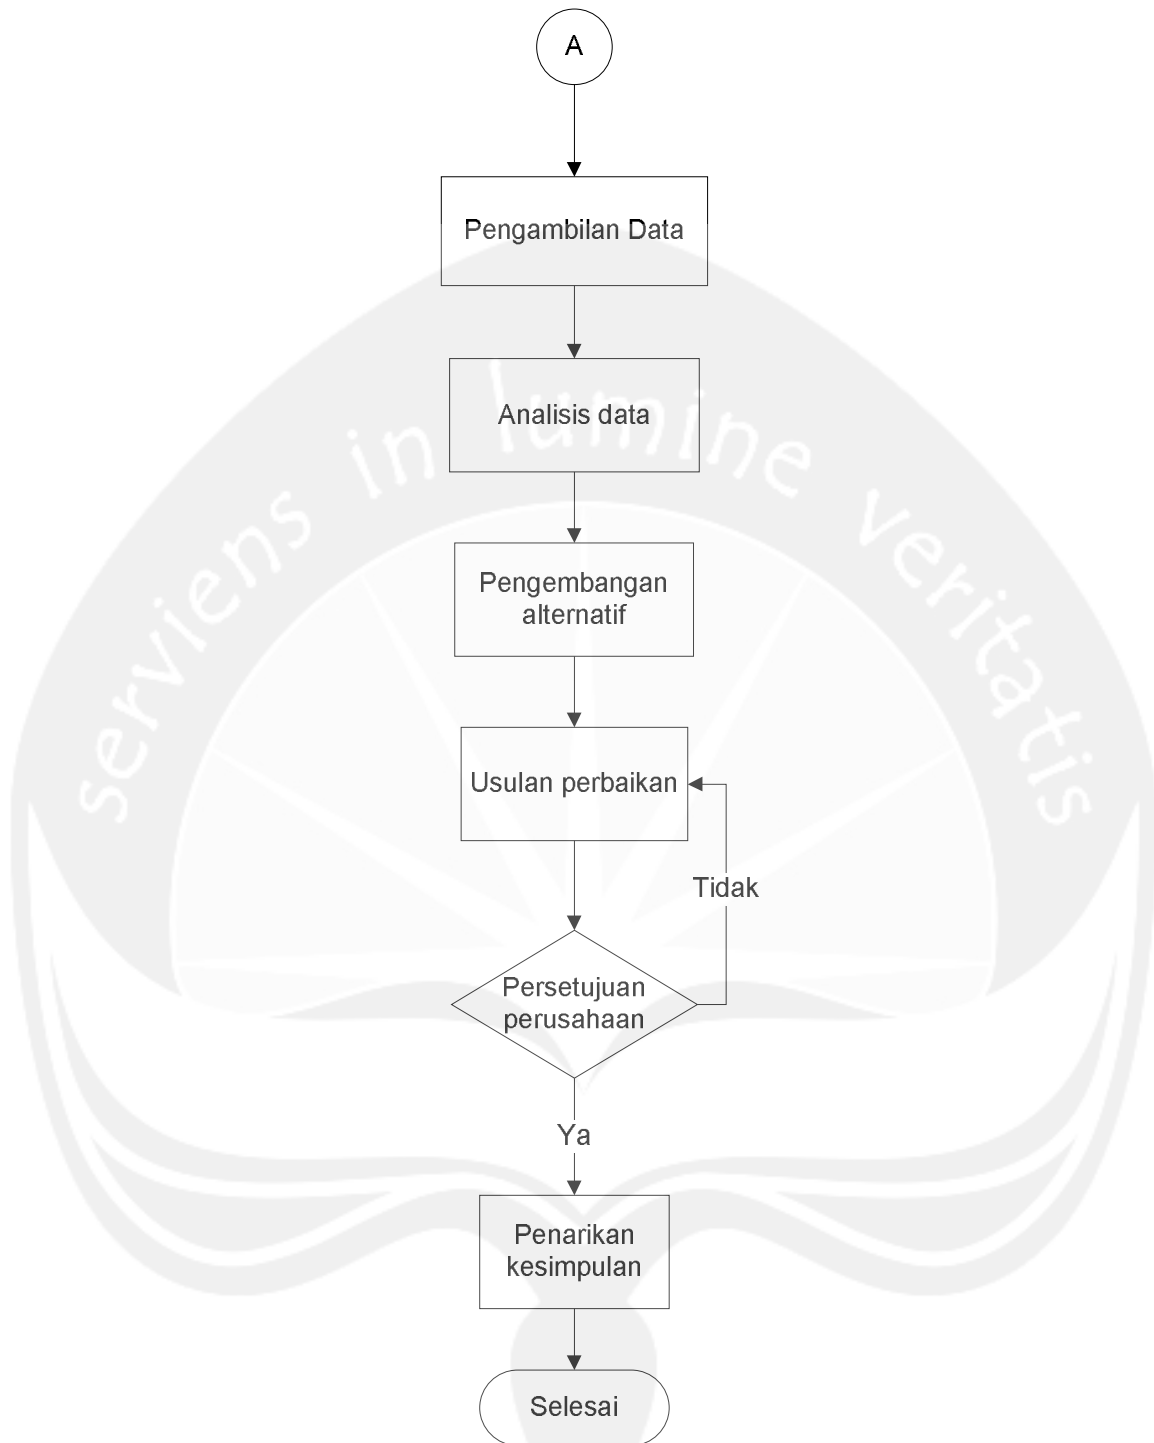 A
Pengambilan Data
Analisis data
Pengembangan
alternatif
Usulan perbaikan
Tidak
Persetujuan
perusahaan
Ya
Penarikan
kesimpulan
Selesai
serviens in lumine veritatis